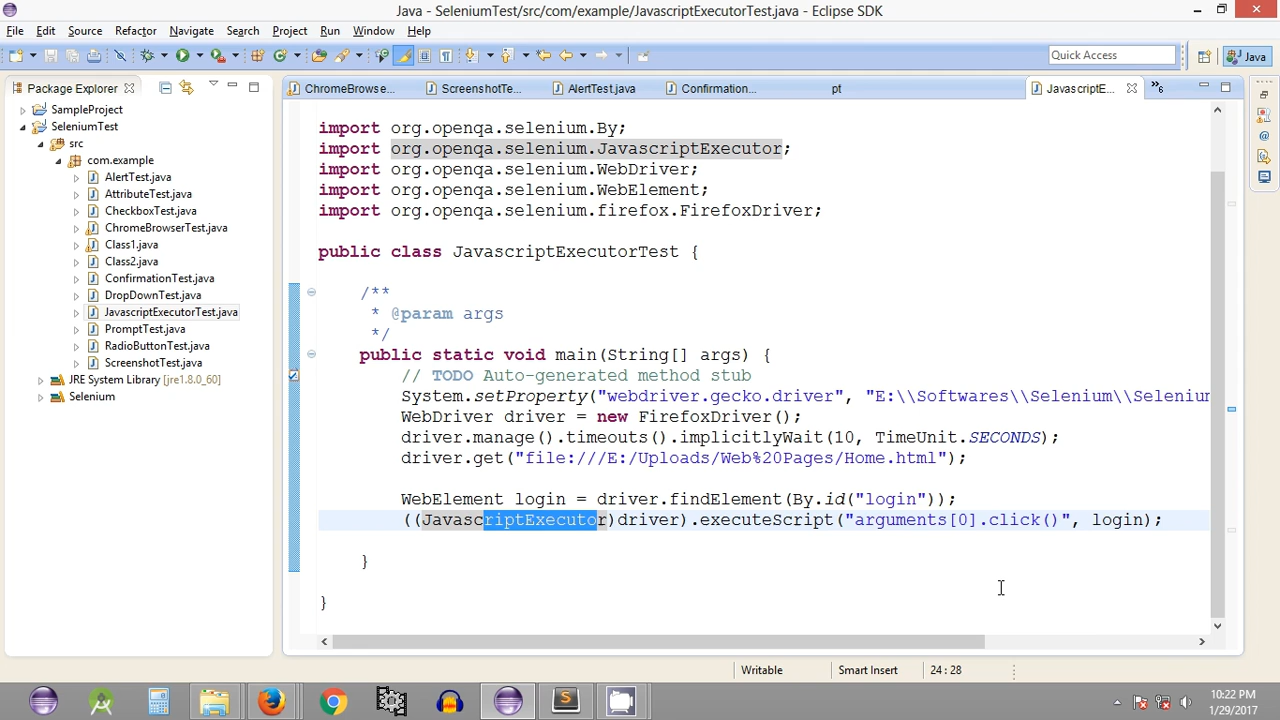 Java - SeleniumTest/src/com/example/JavascriptExecutorTest.java - Eclipse SDK
File Edit Source Refactor Navigate Search Project Run Window Help
Quick Access
Java
Package Explorer
ChromeBrowse...
ScreenshotTe...
AlertTest.java
Confirmation...
pt
JavascriptE...
»6
SampleProject
SeleniumTest
src
com.example
AlertTest.java
AttributeTest.java
CheckboxTest.java
ChromeBrowserTest.java
Class1.java
Class2.java
ConfirmationTest.java
DropDownTest.java
JavascriptExecutorTest.java
PromptTest.java
RadioButtonTest.java
ScreenshotTest.java
JRE System Library [jre1.8.0_60]
Selenium
import org.openqa.selenium.By;
import org.openqa.selenium.JavascriptExecutor;
import org.openqa.selenium.WebDriver;
import org.openqa.selenium.WebElement;
import org.openqa.selenium.firefox.FirefoxDriver;
public class JavascriptExecutorTest {
/**
* @param args
*/
public static void main(String[] args) {
// TODO Auto-generated method stub
System.setProperty("webdriver.gecko.driver", "E:\\Softwares\\Selenium\\Selenium
WebDriver driver = new FirefoxDriver();
driver.manage().timeouts().implicitlyWait(10, TimeUnit.SECONDS);
driver.get("file:///E:/Uploads/Web%20Pages/Home.html");
WebElement login = driver.findElement(By.id("login"));
((JavascriptExecutor)driver).executeScript("arguments[0].click()", login);
}
}
Writable
Smart Insert
24 : 28
10:22 PM
1/29/2017